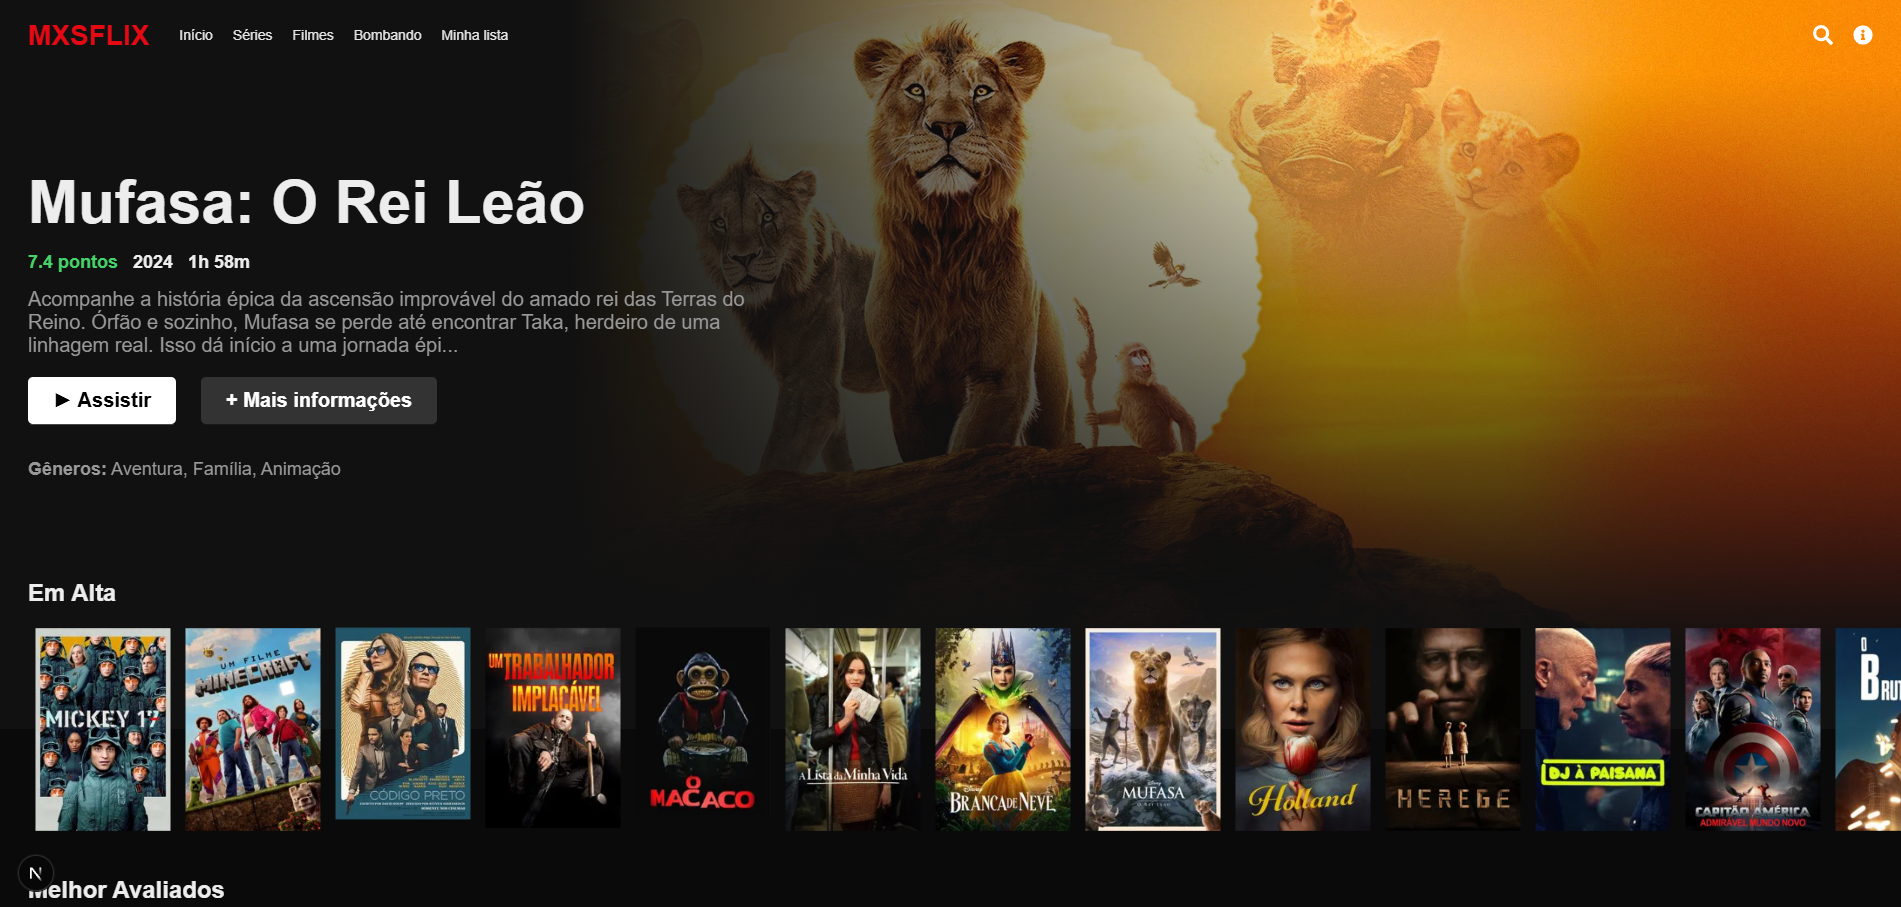 MXSFLIX
Início
Séries
Filmes
Bombando
Minha lista
Mufasa: O Rei Leão
7.4 pontos 2024 1h 58m
Acompanhe a história épica da ascensão improvável do amado rei das Terras do
Reino. Órfão e sozinho, Mufasa se perde até encontrar Taka, herdeiro de uma
linhagem real. Isso dá início a uma jornada épi...
Assistir
+ Mais informações
Gêneros: Aventura, Família, Animação
Em Alta
MICKEY 17
UM FILME
MINECRAFT
CÓDIGO PRETO
UM TRABALHADOR
IMPLACÁVEL
O
MACACO
A Lista da Minha Vida
Disney
BRANCA DE NEVE
Disney
MUFASA
O REI LEÃO
Holland
HEREGE
DJ À PAISANA
CAPITÃO AMÉRICA
ADMIRÁVEL MUNDO NOVO
O
BRUT
N
Melhor Avaliados